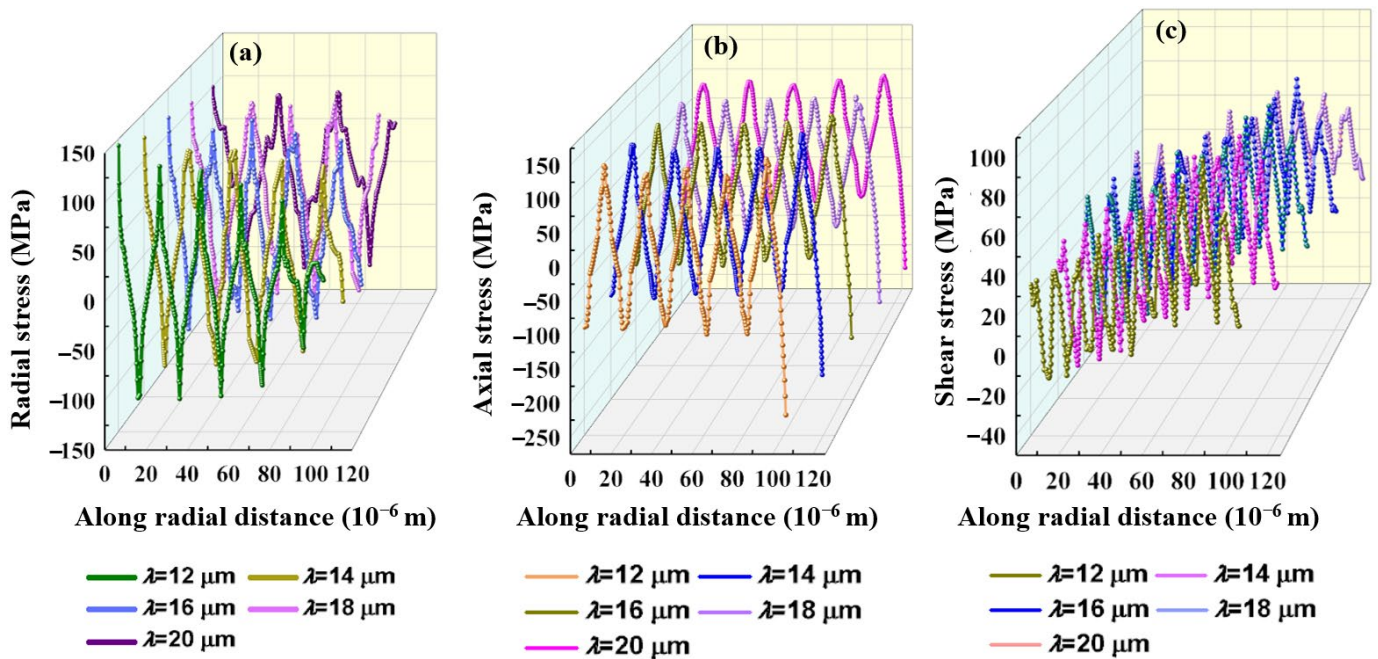 (a)
150
100
50
0
−50
−100
−150
Radial stress (MPa)
0 20 40 60 80 100 120
Along radial distance (10⁻⁶ m)
λ=12 μm λ=14 μm
λ=16 μm λ=18 μm
λ=20 μm
(b)
150
100
150
50
0
−50
−100
−150
−200
−250
Axial stress (MPa)
0 20 40 60 80 100 120
Along radial distance (10⁻⁶ m)
λ=12 μm λ=14 μm
λ=16 μm λ=18 μm
λ=20 μm
(c)
100
80
60
40
20
0
−20
−40
Shear stress (MPa)
0 20 40 60 80 100 120
Along radial distance (10⁻⁶ m)
λ=12 μm λ=14 μm
λ=16 μm λ=18 μm
λ=20 μm